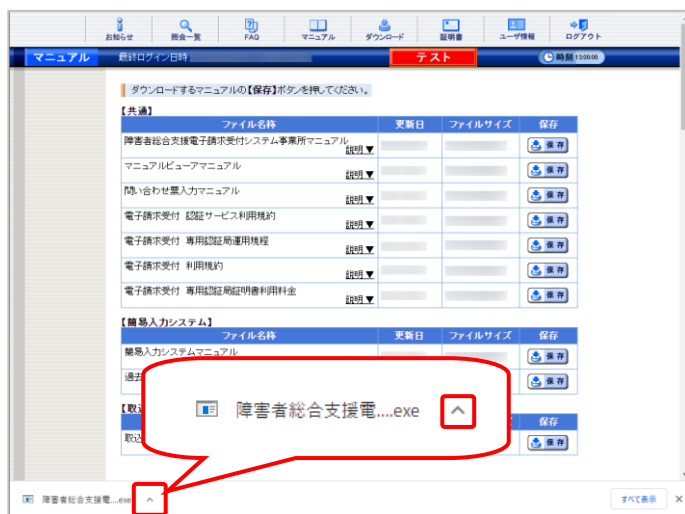 お知らせ 照会一覧 FAQ マニュアル ダウンロード 証明書 ユーザ情報 ログアウト
マニュアル 最終ログイン日時 テスト 時刻 12:00:00
ダウンロードするマニュアルの【保存】ボタンを押してください。
【共通】
ファイル名称 更新日 ファイルサイズ 保存
障害者総合支援電子請求受付システム事業所マニュアル 説明▼ 保存
マニュアルビューアマニュアル 説明▼ 保存
問い合わせ票入力マニュアル 説明▼ 保存
電子請求受付 認証サービス利用規約 説明▼ 保存
電子請求受付 専用認証局運用規程 説明▼ 保存
電子請求受付 利用規約 説明▼ 保存
電子請求受付 専用認証局証明書利用料金 説明▼ 保存
【簡易入力システム】
ファイル名称 更新日 ファイルサイズ 保存
簡易入力システムマニュアル 保存
過去 保存
障害者総合支援電....exe
【取込
ズ 保存
取込 保存
障害者総合支援電....exe すべて表示